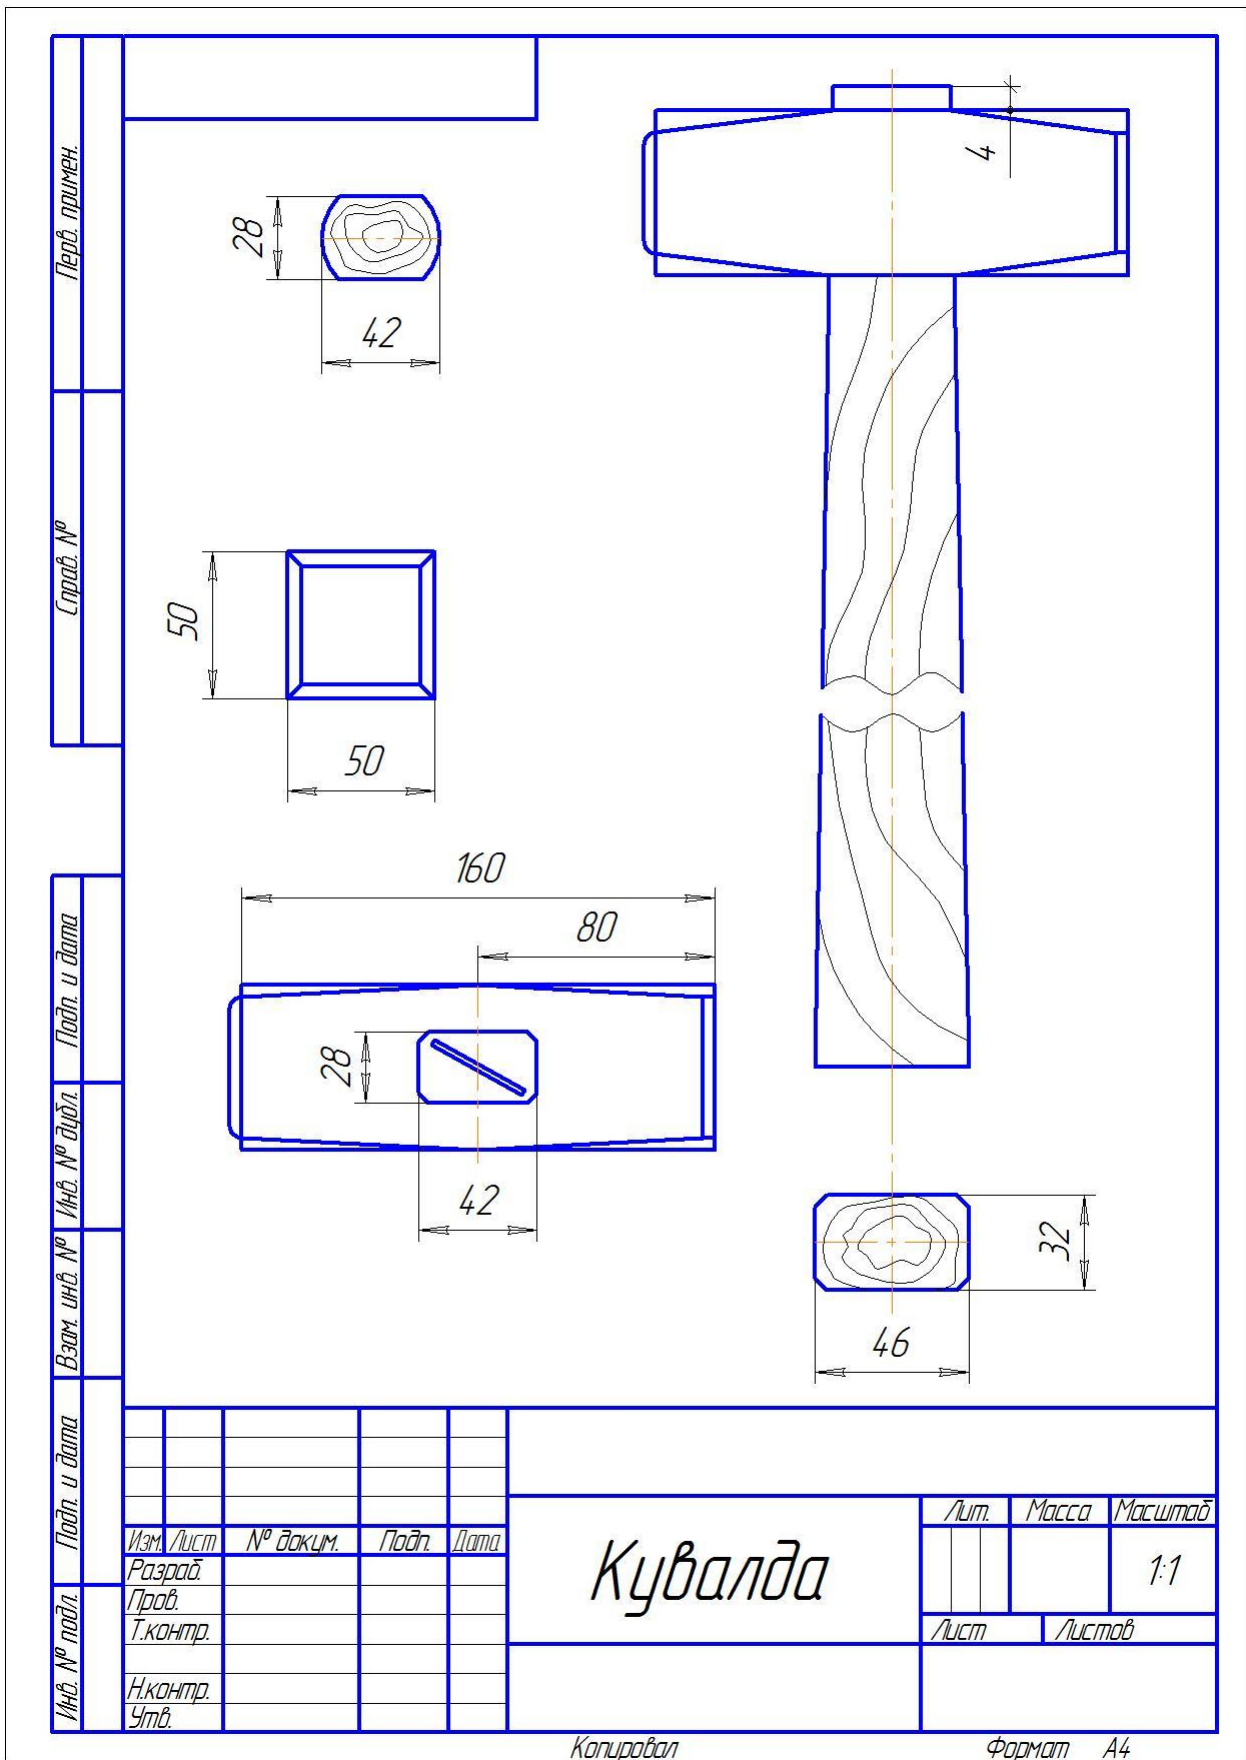 Перв. примен.
Справ. №
Подп. и дата
Инв. № дубл.
Взам. инв. №
Подп. и дата
Инв. № подл.
4
28
42
50
50
160
80
28
42
32
46
Изм. Лист № докум. Подп. Дата
Разраб.
Пров.
Т.контр.
Н.контр.
Утв.
Кувалда
Лит. Масса Масштаб
1:1
Лист Листов
Копировал Формат А4